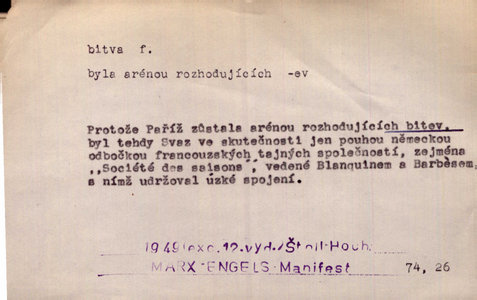 bitva f.
byla arénou rozhodujících -ev
Protože Paříž zůstala arénou rozhodujících bitev,
byl tehdy Svaz ve skutečnosti jen pouhou německou
odbočkou francouzských tajných společností, zejména
,,Société des saisons', vedené Blanquinem a Barbèsem,
s nímž udržoval úzké spojení.
1949(exc.12.vyd./Štoll-Hoch.
MARX-ENGELS-Manifest 74, 26